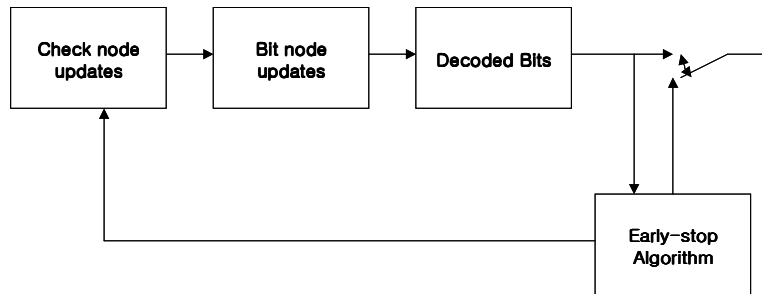 Check node
updates
Bit node
updates
Decoded Bits
Early-stop
Algorithm